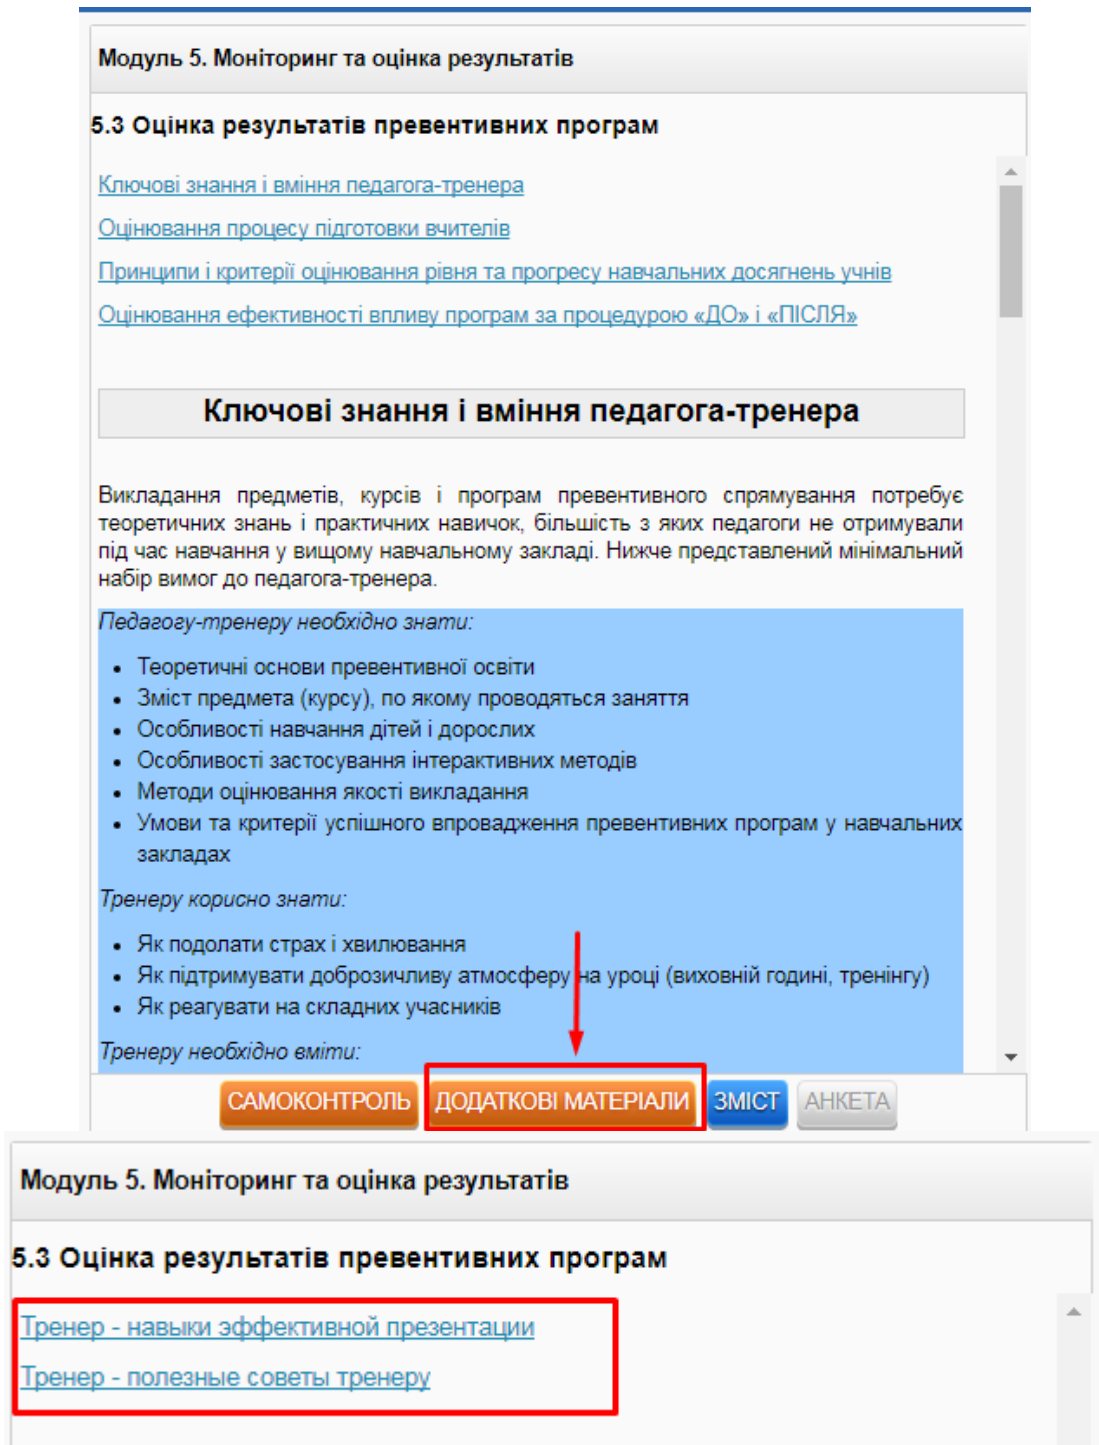 Модуль 5. Моніторинг та оцінка результатів
5.3 Оцінка результатів превентивних програм
Ключові знання і вміння педагога-тренера
Оцінювання процесу підготовки вчителів
Принципи і критерії оцінювання рівня та прогресу навчальних досягнень учнів
Оцінювання ефективності впливу програм за процедурою «ДО» і «ПІСЛЯ»
Ключові знання і вміння педагога-тренера
Викладання предметів, курсів і програм превентивного спрямування потребує
теоретичних знань і практичних навичок, більшість з яких педагоги не отримували
під час навчання у вищому навчальному закладі. Нижче представлений мінімальний
набір вимог до педагога-тренера.
Педагогу-тренеру необхідно знати:
• Теоретичні основи превентивної освіти
• Зміст предмета (курсу), по якому проводяться заняття
• Особливості навчання дітей і дорослих
• Особливості застосування інтерактивних методів
• Методи оцінювання якості викладання
• Умови та критерії успішного впровадження превентивних програм у навчальних
закладах
Тренеру корисно знати:
• Як подолати страх і хвилювання
• Як підтримувати доброзичливу атмосферу на уроці (виховній годині, тренінгу)
• Як реагувати на складних учасників
Тренеру необхідно вміти:
САМОКОНТРОЛЬ ДОДАТКОВІ МАТЕРІАЛИ ЗМІСТ АНКЕТА
Модуль 5. Моніторинг та оцінка результатів
5.3 Оцінка результатів превентивних програм
Тренер - навыки эффективной презентации
Тренер - полезные советы тренеру